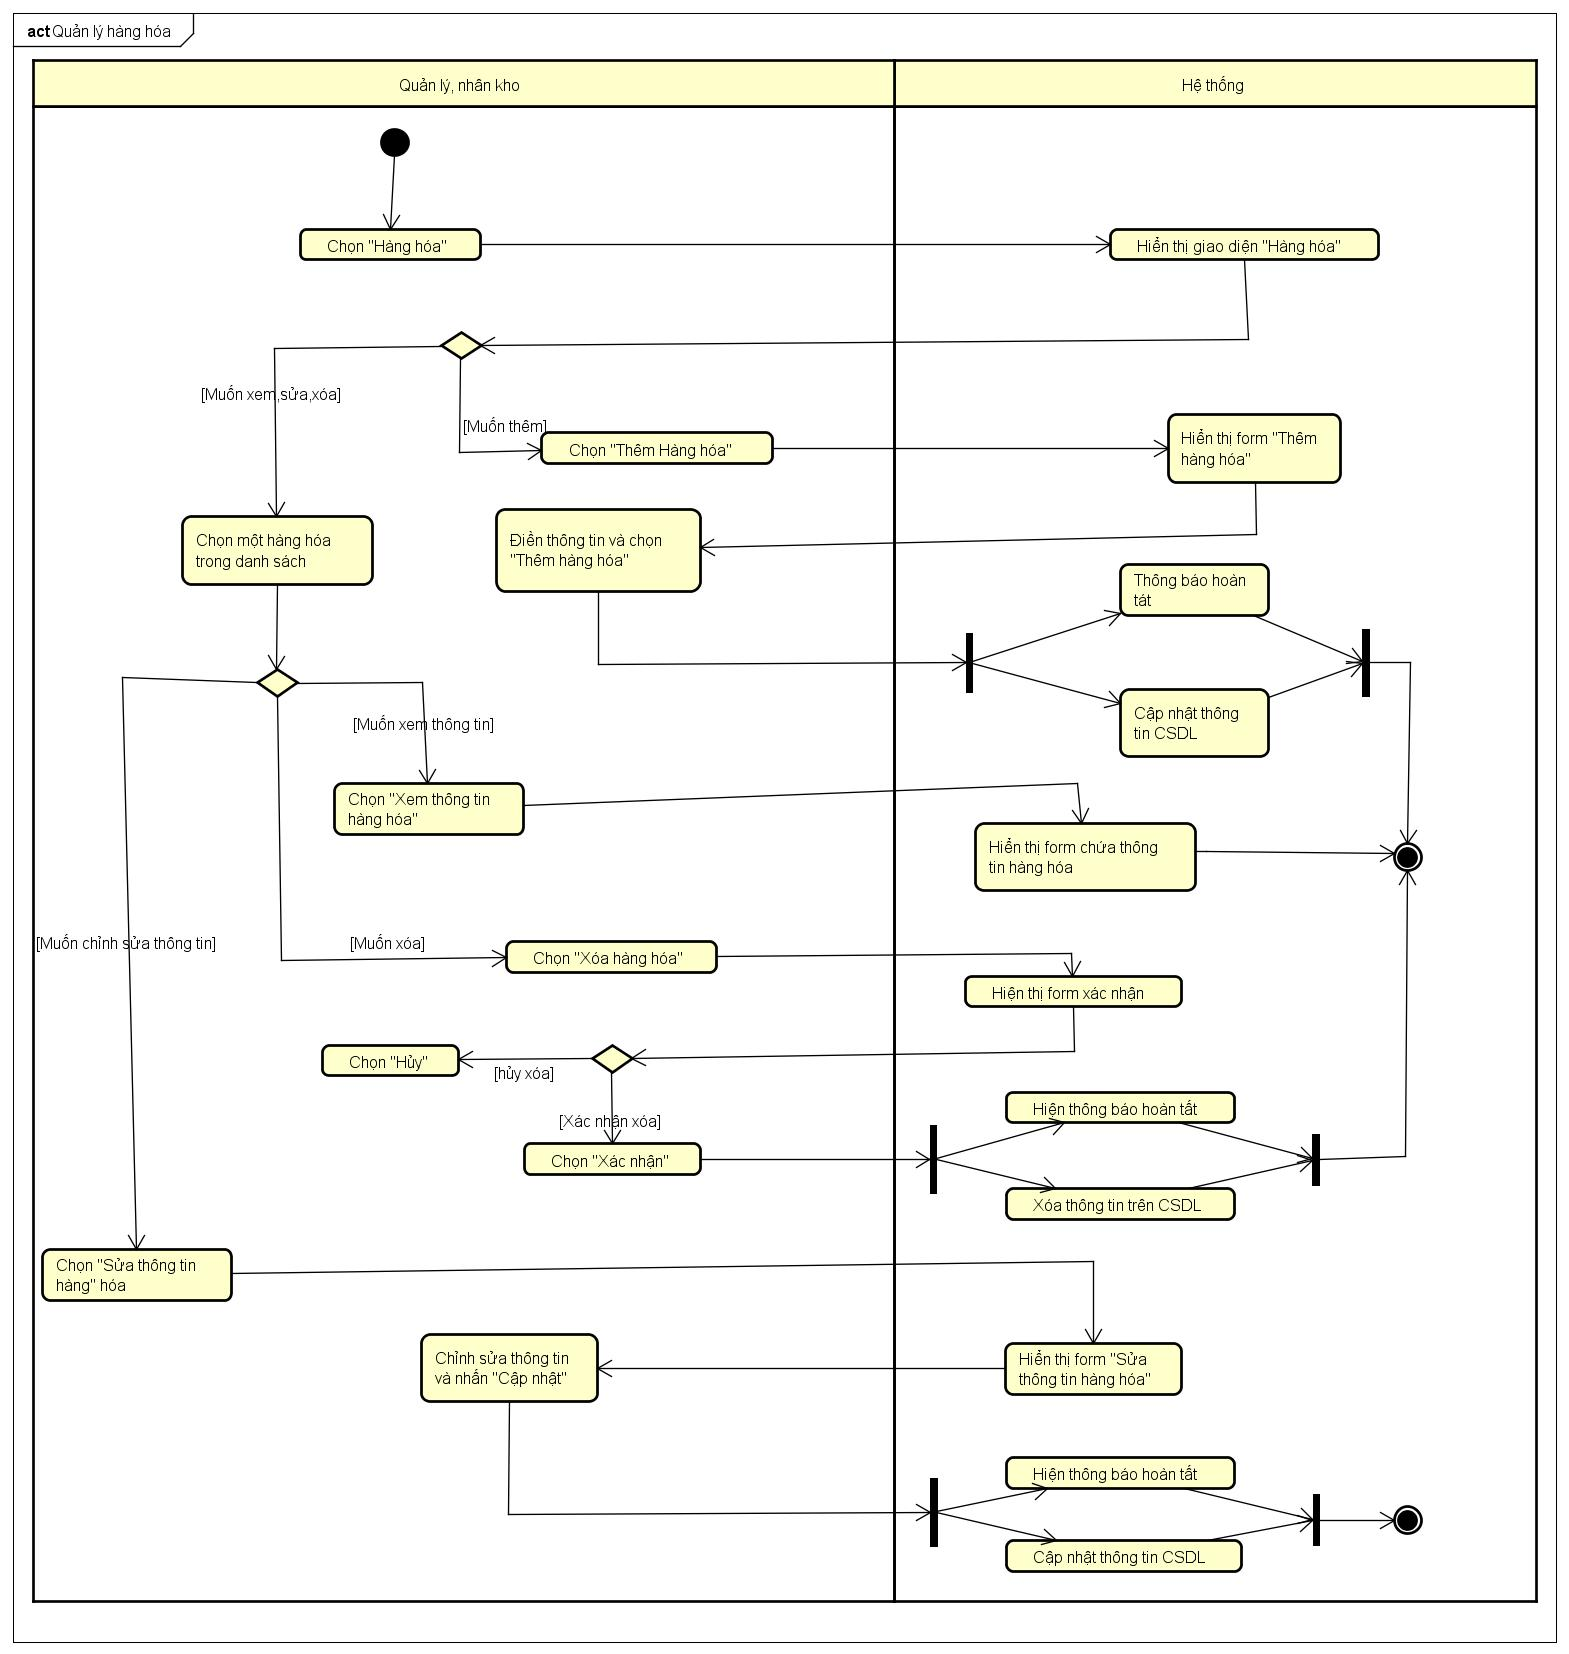 act Quản lý hàng hóa
Quản lý, nhân kho
Hệ thống
Chọn "Hàng hóa"
Hiển thị giao diện "Hàng hóa"
[Muốn xem,sửa,xóa]
[Muốn thêm]
Chọn "Thêm Hàng hóa"
Hiển thị form "Thêm
hàng hóa"
Chọn một hàng hóa
trong danh sách
Điền thông tin và chọn
"Thêm hàng hóa"
Thông báo hoàn
tát
Cập nhật thông
tin CSDL
[Muốn xem thông tin]
Chọn "Xem thông tin
hàng hóa"
Hiển thị form chứa thông
tin hàng hóa
[Muốn chỉnh sửa thông tin]
[Muốn xóa]
Chọn "Xóa hàng hóa"
Hiện thị form xác nhận
Chọn "Hủy"
[hủy xóa]
[Xác nhận xóa]
Chọn "Xác nhận"
Hiện thông báo hoàn tất
Xóa thông tin trên CSDL
Chọn "Sửa thông tin
hàng" hóa
Chỉnh sửa thông tin
và nhấn "Cập nhật"
Hiển thị form "Sửa
thông tin hàng hóa"
Hiện thông báo hoàn tất
Cập nhật thông tin CSDL